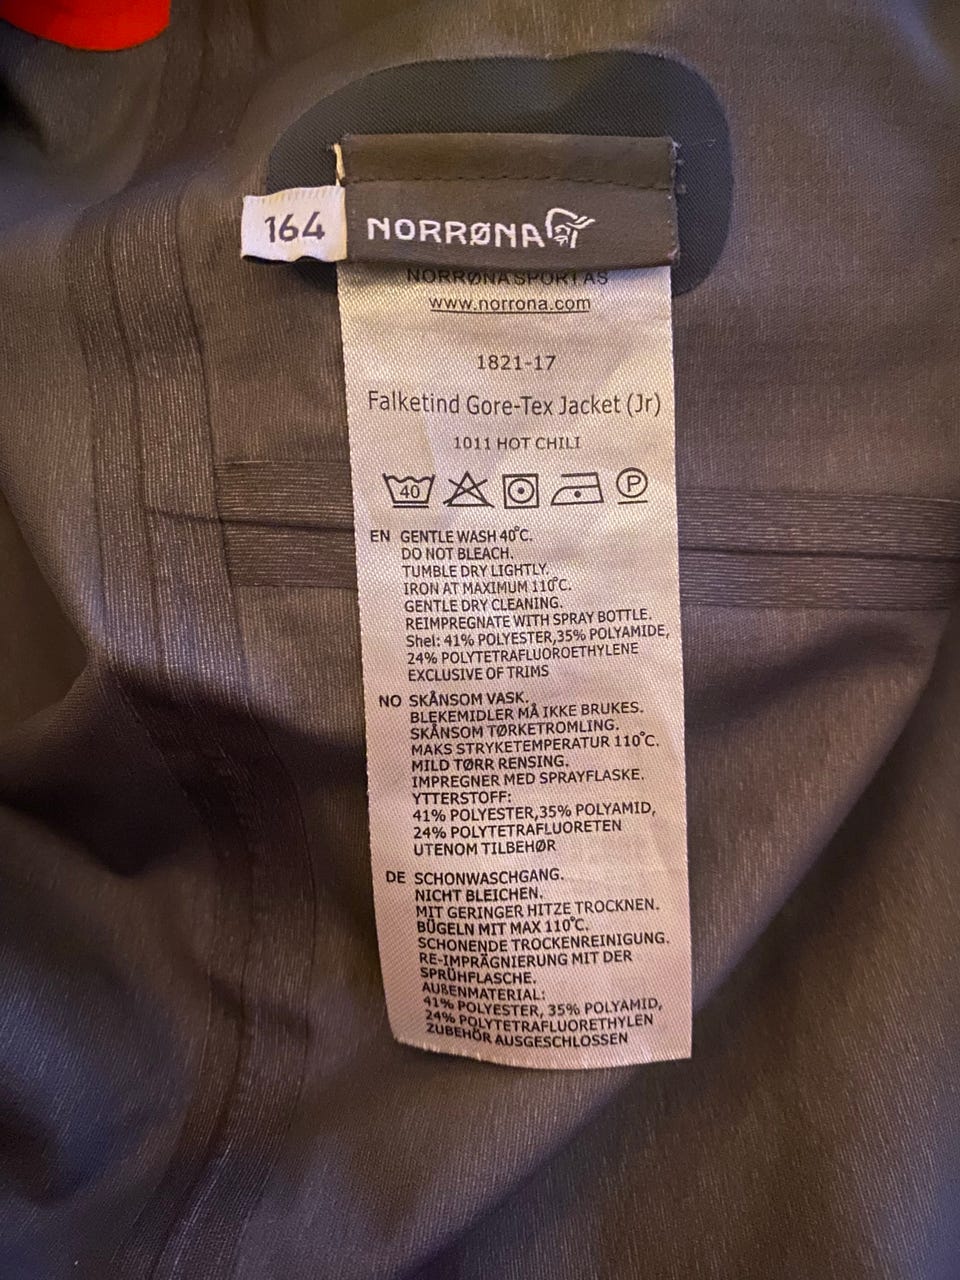 164
NORRØNA
NORRØNA SPORT AS
www.norrona.com
1821-17
Falketind Gore-Tex Jacket (Jr)
1011 HOT CHILI
40 P
EN GENTLE WASH 40°C.
DO NOT BLEACH.
TUMBLE DRY LIGHTLY.
IRON AT MAXIMUM 110°C.
GENTLE DRY CLEANING.
REIMPREGNATE WITH SPRAY BOTTLE.
Shel: 41% POLYESTER,35% POLYAMIDE,
24% POLYTETRAFLUOROETHYLENE
EXCLUSIVE OF TRIMS
NO SKÅNSOM VASK.
BLEKEMIDLER MÅ IKKE BRUKES.
SKÅNSOM TØRKETROMLING.
MAKS STRYKETEMPERATUR 110°C.
MILD TØRR RENSING.
IMPREGNER MED SPRAYFLASKE.
YTTERSTOFF:
41% POLYESTER,35% POLYAMID,
24% POLYTETRAFLUORETEN
UTENOM TILBEHØR
DE SCHONWASCHGANG.
NICHT BLEICHEN.
MIT GERINGER HITZE TROCKNEN.
BÜGELN MIT MAX 110°C.
SCHONENDE TROCKENREINIGUNG.
RE-IMPRÄGNIERUNG MIT DER
SPRÜHFLASCHE.
AUßENMATERIAL:
41% POLYESTER, 35% POLYAMID,
24% POLYTETRAFLUORETHYLEN
ZUBEHÖR AUSGESCHLOSSEN